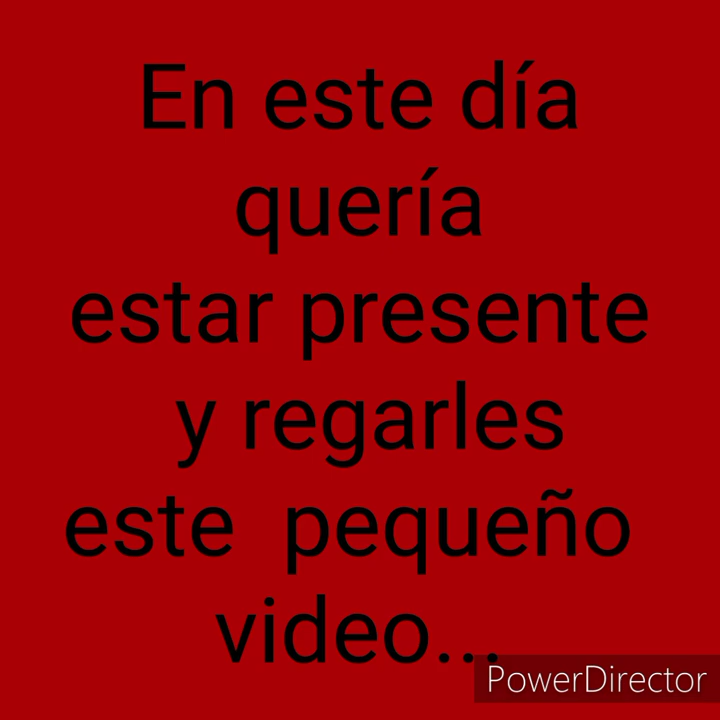 En este día
quería
estar presente
y regarles
este pequeño
video...
PowerDirector